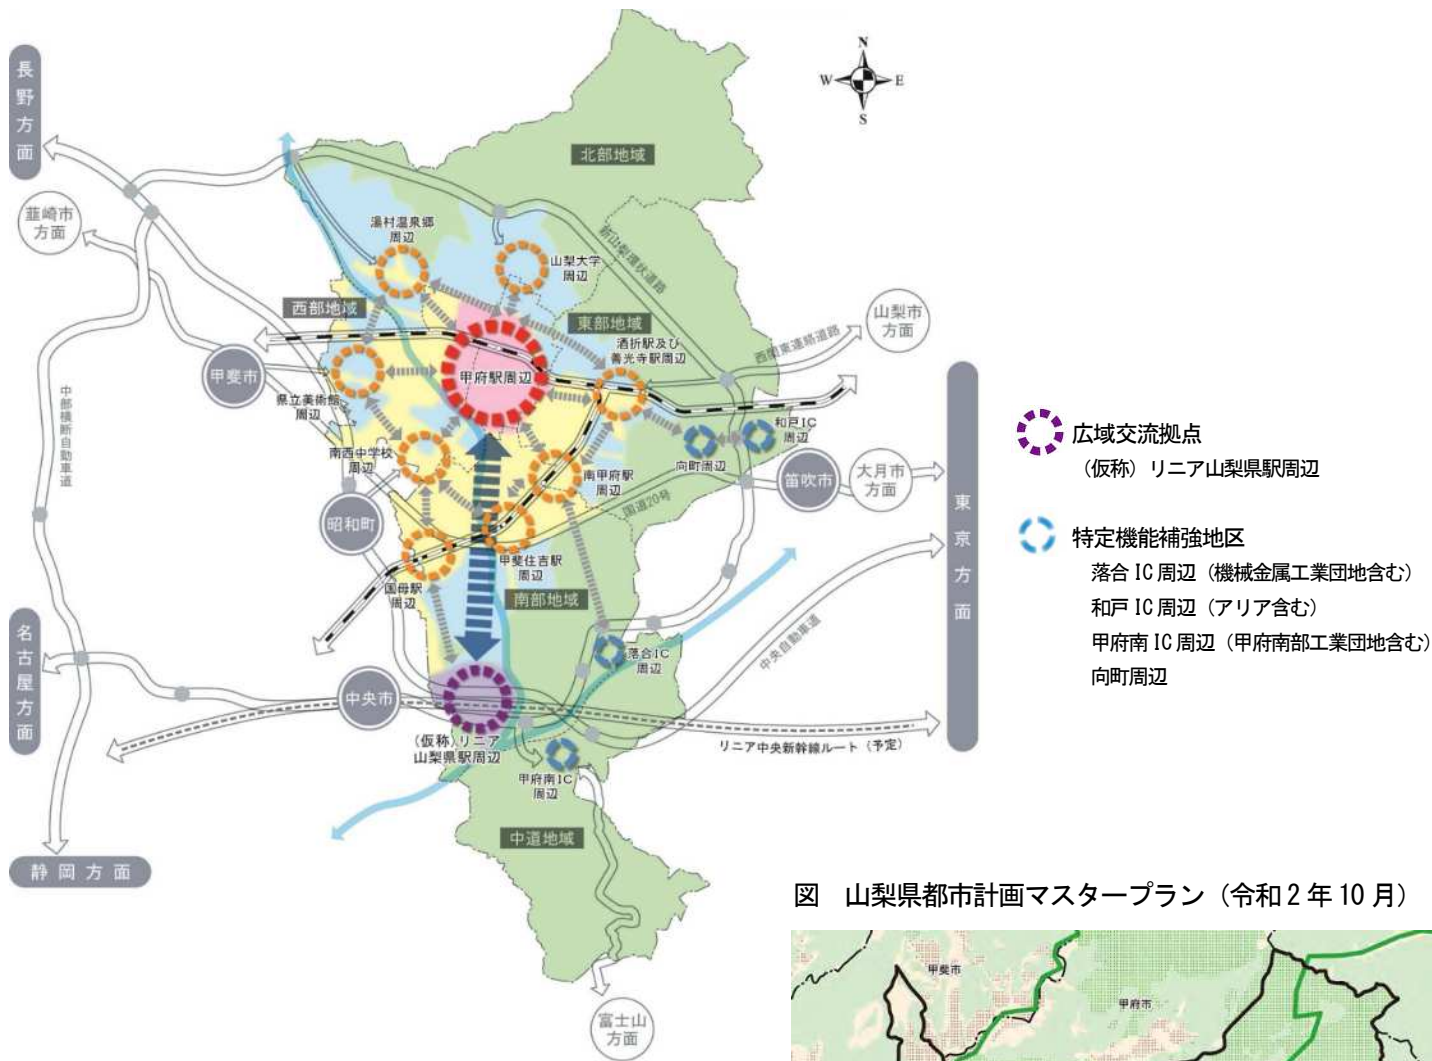 N
W
E
S
長野方面
北部地域
韮崎市
方面
湯村温泉郷
周辺
山梨大学
周辺
新山梨環状道路
西部地域
東部地域
山梨市
方面
酒折駅及び
善光寺駅周辺
西関東連絡道路
甲斐市
甲府駅周辺
中部横断自動車道
県立美術館
周辺
和戸IC
周辺
向町周辺
南西中学校
周辺
南甲府駅
周辺
国道20号
笛吹市
大月市
方面
東京方面
昭和町
甲斐住吉駅
周辺
国母駅
周辺
南部地域
名古屋方面
落合IC
周辺
中央自動車道
中央市
(仮称)リニア
山梨県駅周辺
リニア中央新幹線ルート(予定)
甲府南IC
周辺
中道地域
静岡方面
富士山
方面
広域交流拠点
(仮称) リニア山梨県駅周辺
特定機能補強地区
落合 IC 周辺 (機械金属工業団地含む)
和戸 IC 周辺 (アリア含む)
甲府南 IC 周辺 (甲府南部工業団地含む)
向町周辺
図 山梨県都市計画マスタープラン (令和 2 年 10 月)
甲斐市
甲府市